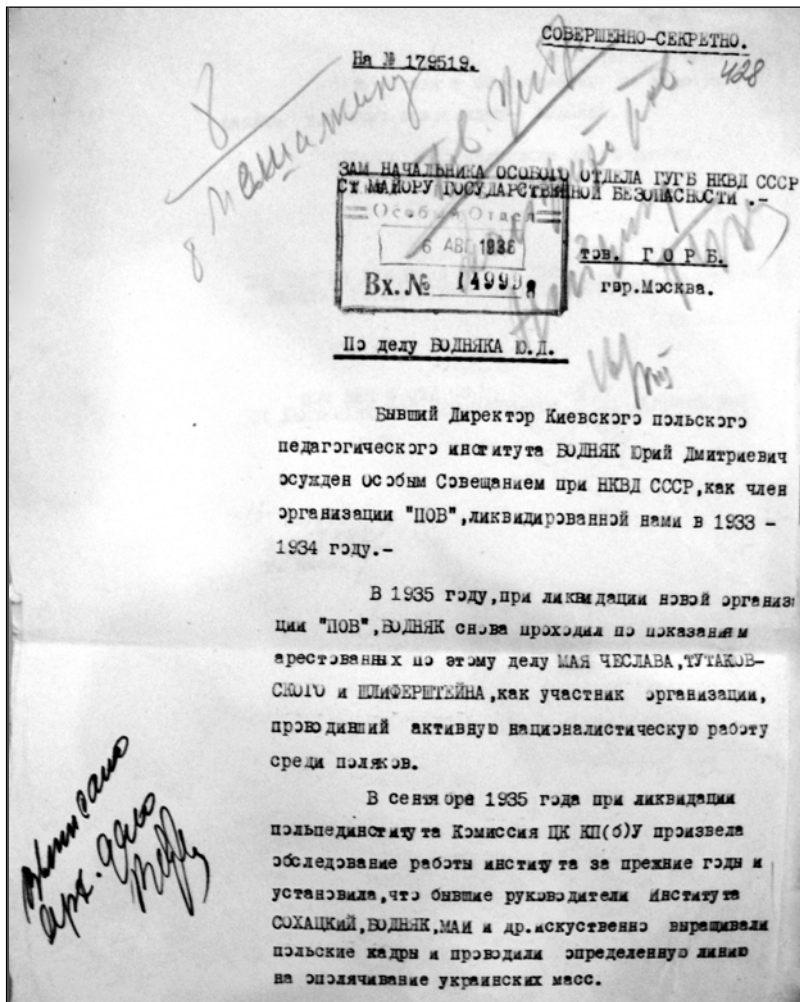 СОВЕРШЕННО-СЕКРЕТНО.
428
На № 179519.
ЗАМ НАЧАЛЬНИКА ОСОБОГО ОТДЕЛА ГУГБ НКВД СССР
СТ МАЙОРУ ГОСУДАРСТВЕННОЙ БЕЗОПАСНОСТИ .-
Особый Отдел
6 АВГ 1936
Вх. № 14999
тов. Г О Р Б.
гор.Москва.
По делу ВОДНЯКА Ю.Д.
Бывший Директор Киевского польского
педагогического института ВОДНЯК Юрий Дмитриевич
осужден Особым Совещанием при НКВД СССР,как член
организации "ПОВ",ликвидированной нами в 1933 -
1934 году.-
В 1935 году,при ликвидации новой организа
ции "ПОВ",ВОДНЯК снова проходил по показаниям
арестованных по этому делу МАЯ ЧЕСЛАВА,ТУТАКОВ-
СКОГО и ШЛИФЕРШТЕЙНА,как участник организации,
проводивший активную националистическую работу
среди поляков.
В сентябре 1935 года при ликвидации
польпединститута Комиссия ЦК КП(б)У произвела
обследование работы института за прежние годы и
установила,что бывшие руководители Института
СОХАЦКИЙ,ВОДНЯК,МАЙ и др.искуственно выращивали
польские кадры и проводили определенную линию
на ополячивание украинских масс.